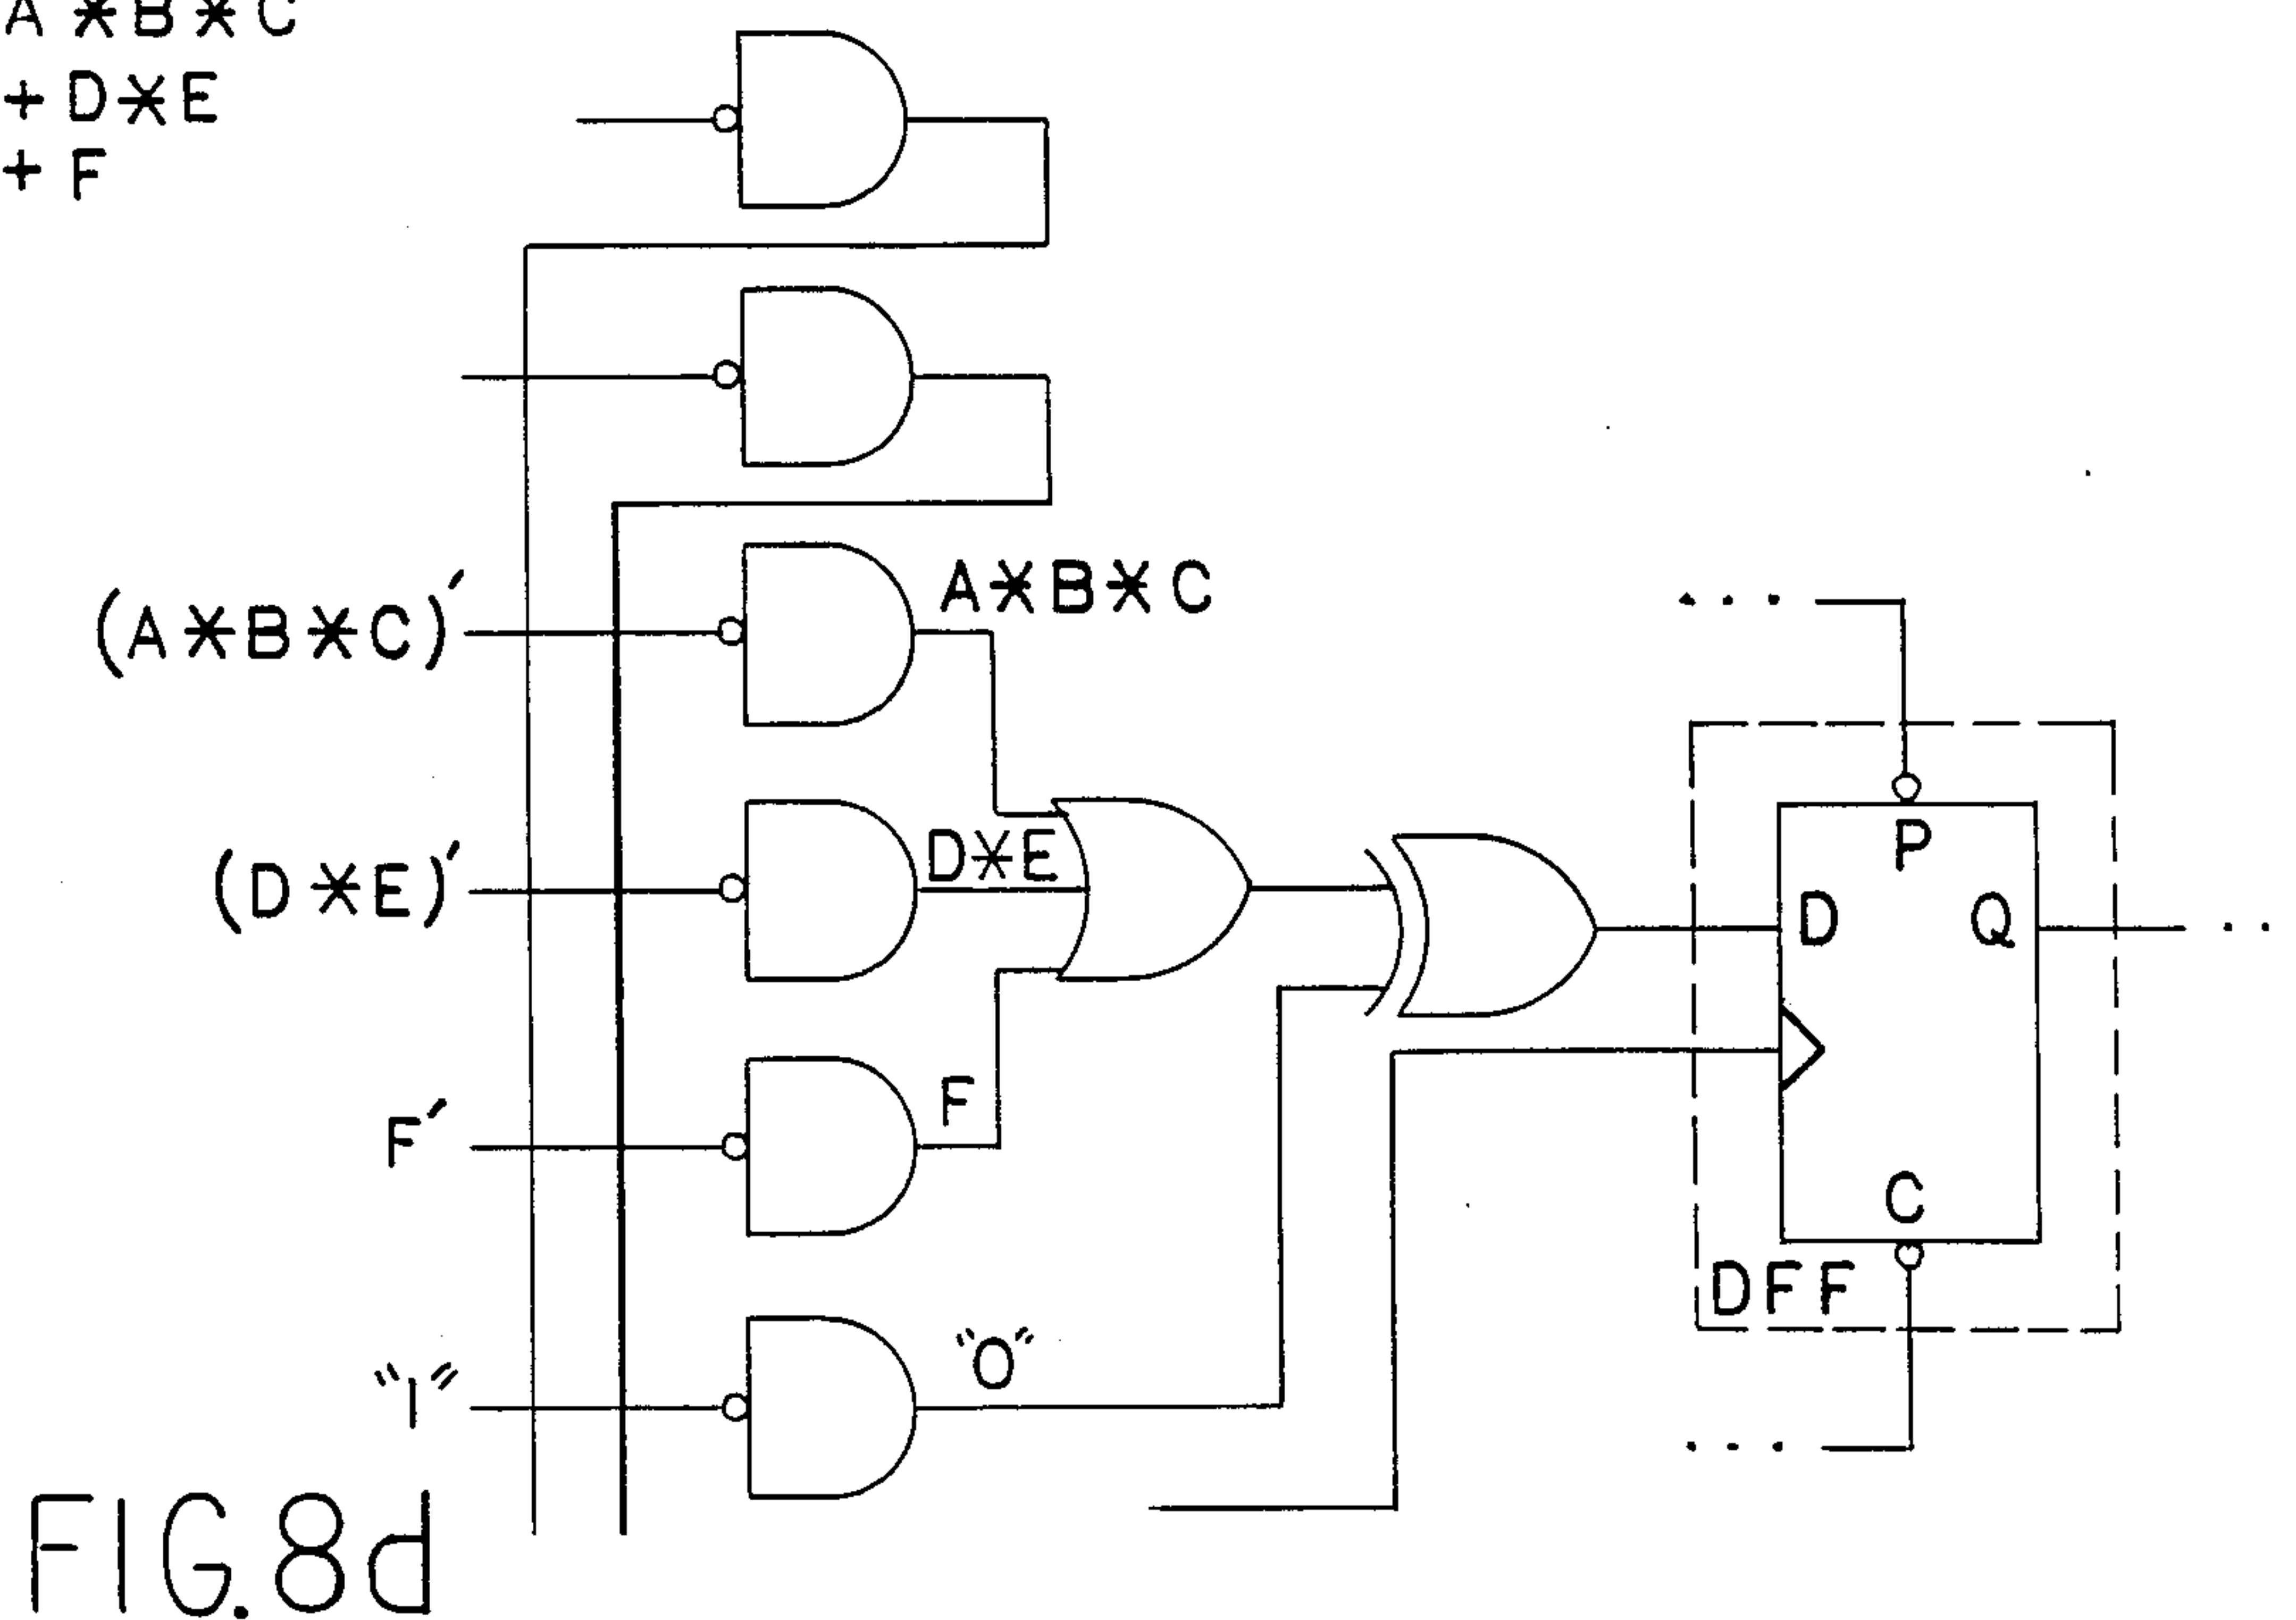 A*B*C
+ D*E
+ F
(A*B*C)′
A*B*C
(D*E)′
D*E
F′
F
"1"
"0"
P
D
Q
C
DFF
FIG. 8d